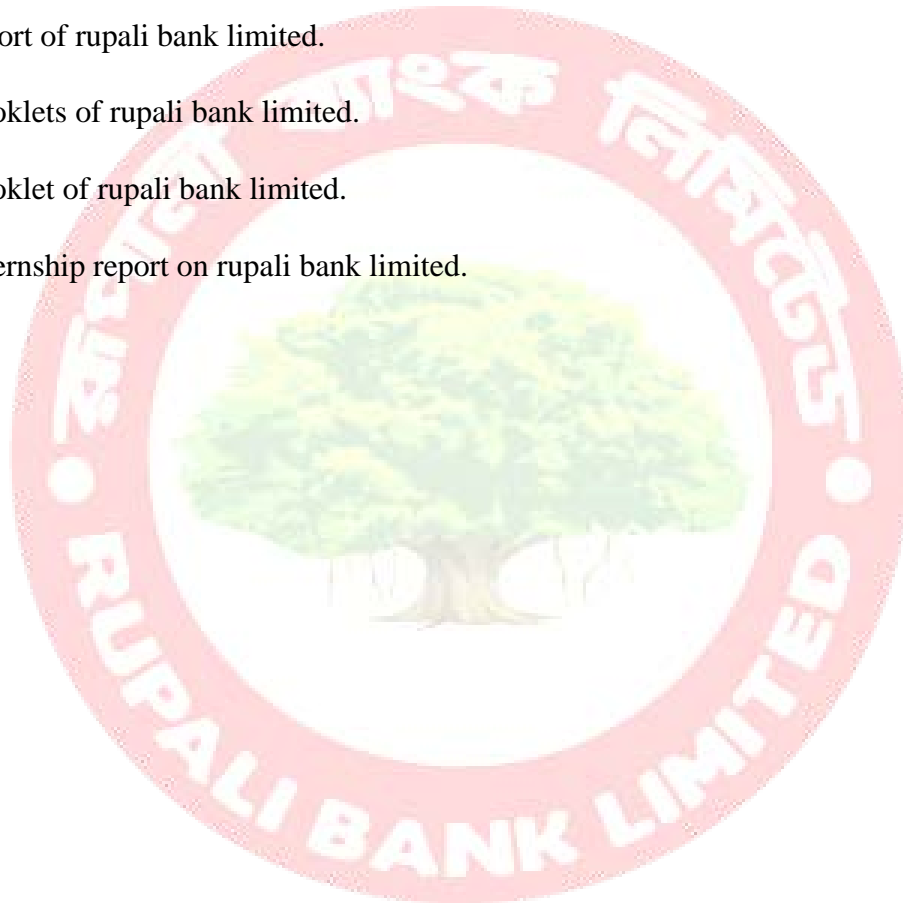 ort of rupali bank limited.
oklets of rupali bank limited.
oklet of rupali bank limited.
ernship report on rupali bank limited.
রূপালী ব্যাংক লিমিটেড
RUPALI BANK LIMITED